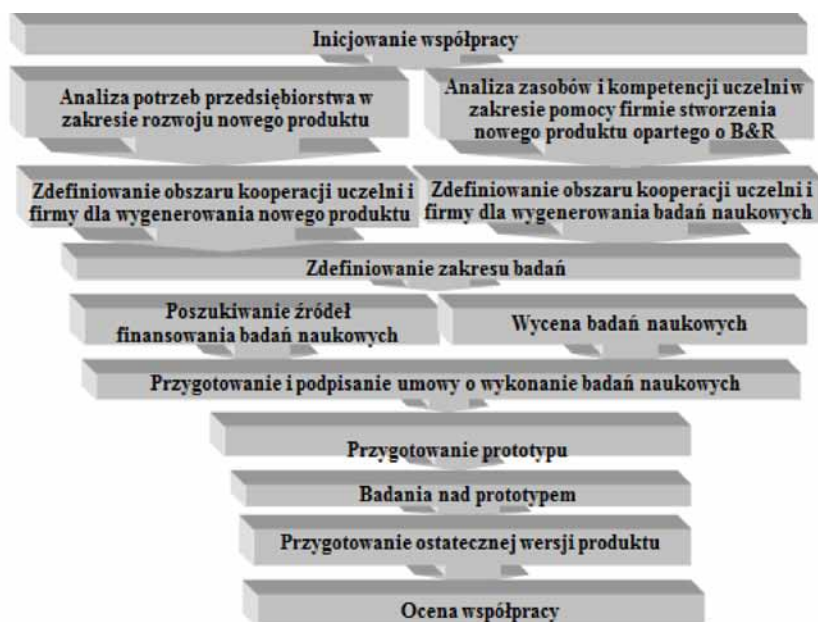 Inicjowanie współpracy
Analiza potrzeb przedsiębiorstwa w
zakresie rozwoju nowego produktu
Analiza zasobów i kompetencji uczelni w
zakresie pomocy firmie stworzenia
nowego produktu opartego o B&R
Zdefiniowanie obszaru kooperacji uczelni i
firmy dla wygenerowania nowego produktu
Zdefiniowanie obszaru kooperacji uczelni i
firmy dla wygenerowania badań naukowych
Zdefiniowanie zakresu badań
Poszukiwanie źródeł
finansowania badań naukowych
Wycena badań naukowych
Przygotowanie i podpisanie umowy o wykonanie badań naukowych
Przygotowanie prototypu
Badania nad prototypem
Przygotowanie ostatecznej wersji produktu
Ocena współpracy